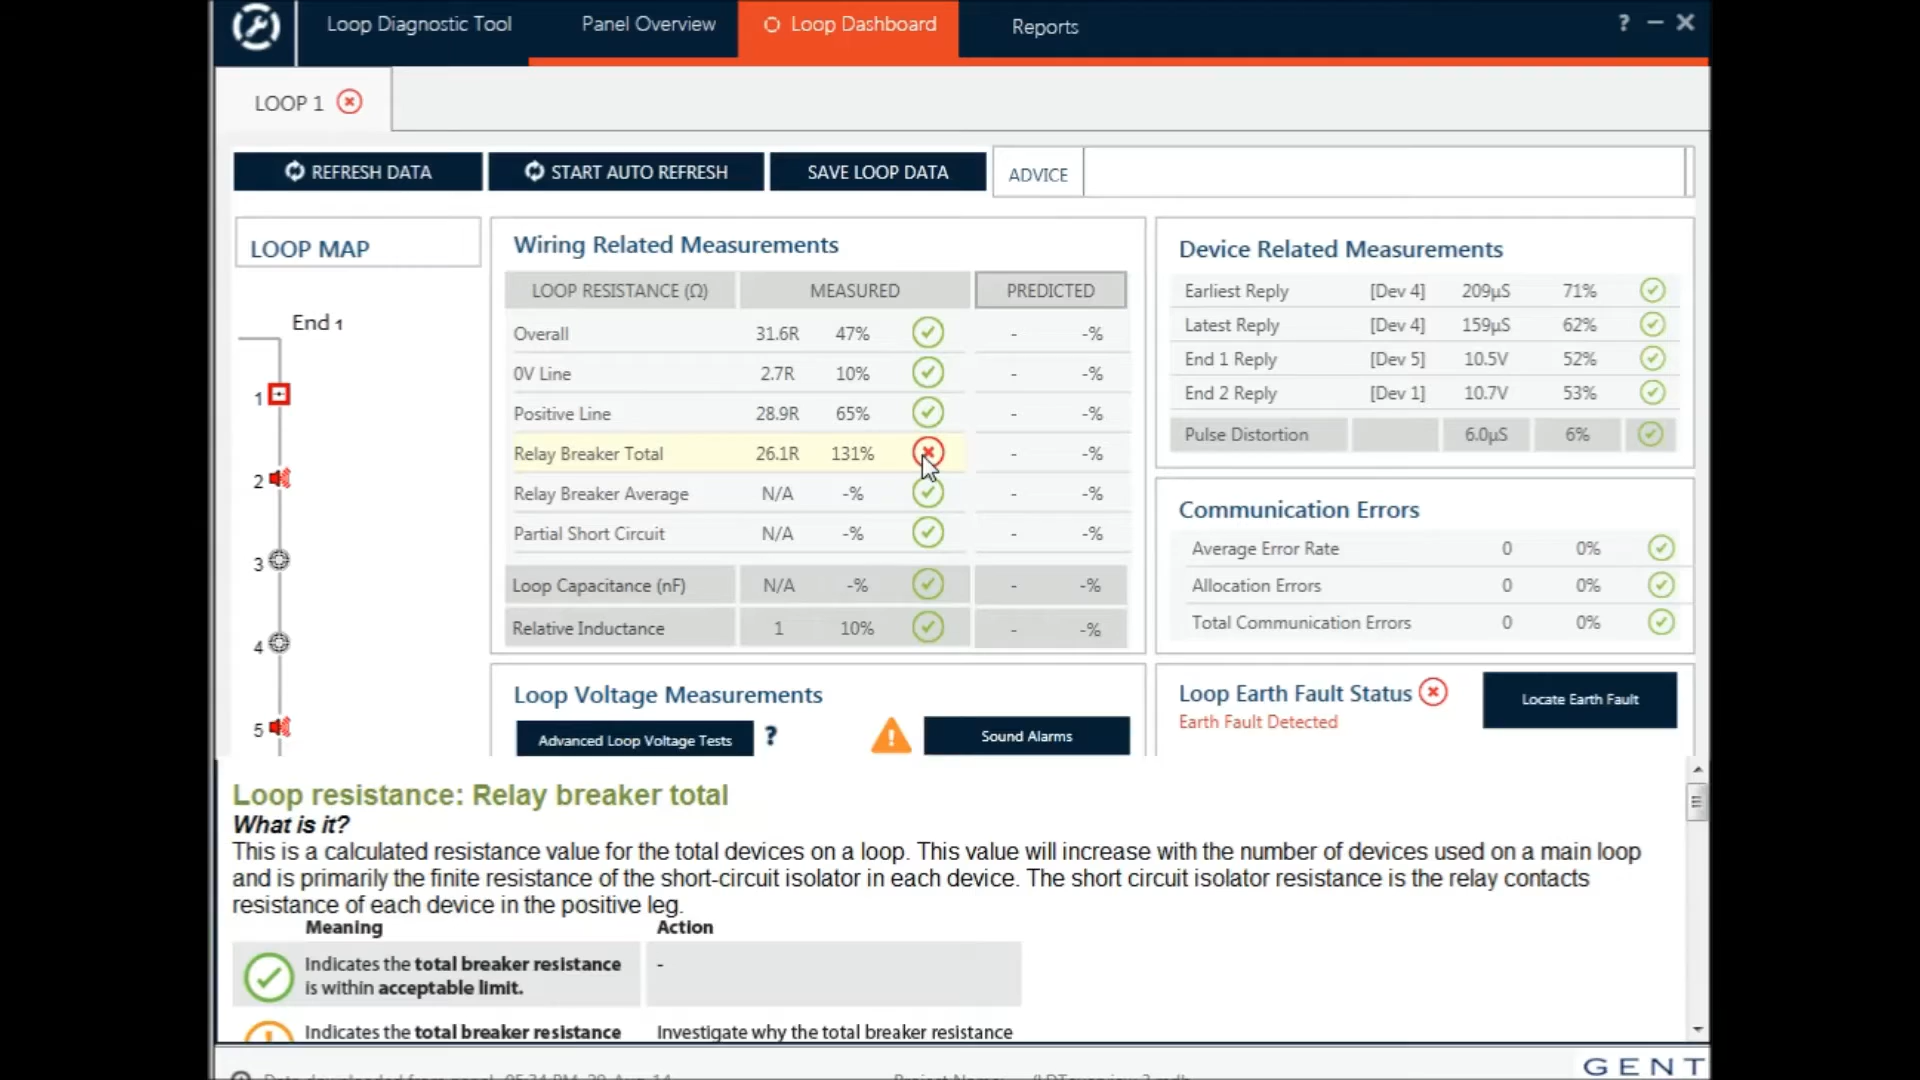 Loop Diagnostic Tool
Panel Overview
Loop Dashboard
Reports
? – ×
LOOP 1
REFRESH DATA
START AUTO REFRESH
SAVE LOOP DATA
ADVICE
LOOP MAP
End 1
1
2
3
4
5
Wiring Related Measurements
LOOP RESISTANCE (Ω) MEASURED PREDICTED
Overall 31.6R 47% - -%
0V Line 2.7R 10% - -%
Positive Line 28.9R 65% - -%
Relay Breaker Total 26.1R 131% - -%
Relay Breaker Average N/A -% - -%
Partial Short Circuit N/A -% - -%
Loop Capacitance (nF) N/A -% - -%
Relative Inductance 1 10% - -%
Device Related Measurements
Earliest Reply [Dev 4] 209µS 71%
Latest Reply [Dev 4] 159µS 62%
End 1 Reply [Dev 5] 10.5V 52%
End 2 Reply [Dev 1] 10.7V 53%
Pulse Distortion 6.0µS 6%
Communication Errors
Average Error Rate 0 0%
Allocation Errors 0 0%
Total Communication Errors 0 0%
Loop Voltage Measurements
Advanced Loop Voltage Tests ?
Sound Alarms
Loop Earth Fault Status
Earth Fault Detected
Locate Earth Fault
Loop resistance: Relay breaker total
What is it?
This is a calculated resistance value for the total devices on a loop. This value will increase with the number of devices used on a main loop
and is primarily the finite resistance of the short-circuit isolator in each device. The short circuit isolator resistance is the relay contacts
resistance of each device in the positive leg.
Meaning Action
Indicates the total breaker resistance -
is within acceptable limit.
Indicates the total breaker resistance Investigate why the total breaker resistance
GENT